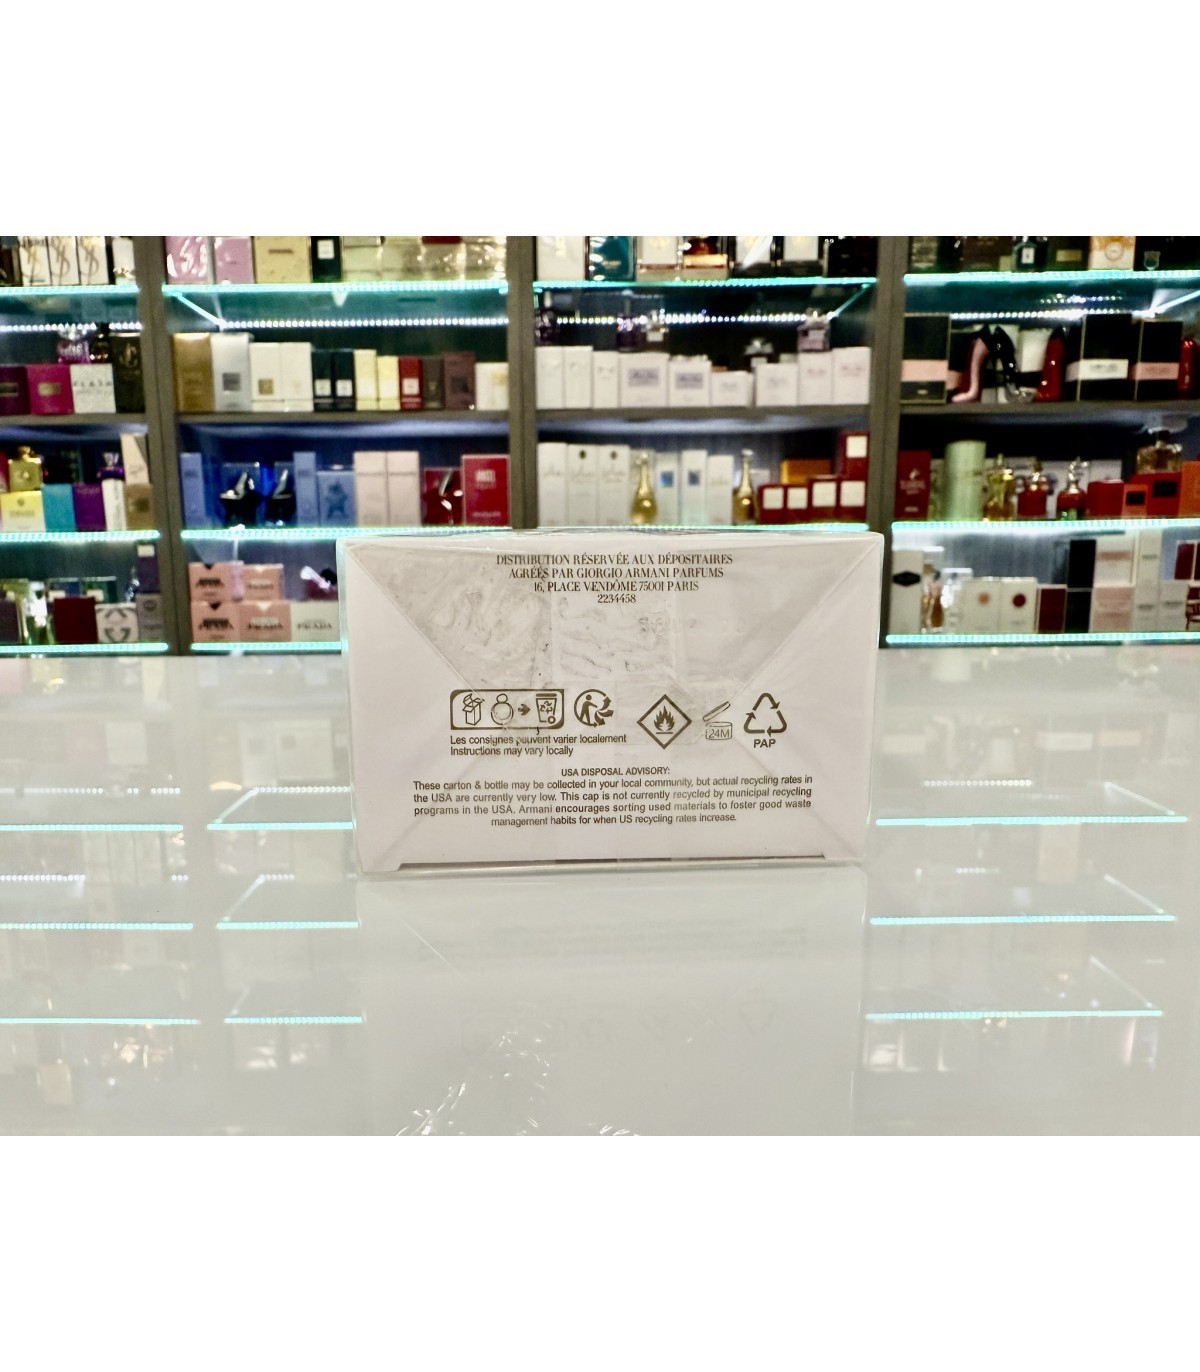 DISTRIBUTION RÉSERVÉE AUX DÉPOSITAIRES
AGRÉÉS PAR GIORGIO ARMANI PARFUMS
16, PLACE VENDÔME 75001 PARIS
2234458
Les consignes peuvent varier localement
Instructions may vary locally
24M
PAP
USA DISPOSAL ADVISORY:
These carton & bottle may be collected in your local community, but actual recycling rates in
the USA are currently very low. This cap is not currently recycled by municipal recycling
programs in the USA. Armani encourages sorting used materials to foster good waste
management habits for when US recycling rates increase.
PRADA
PRADA